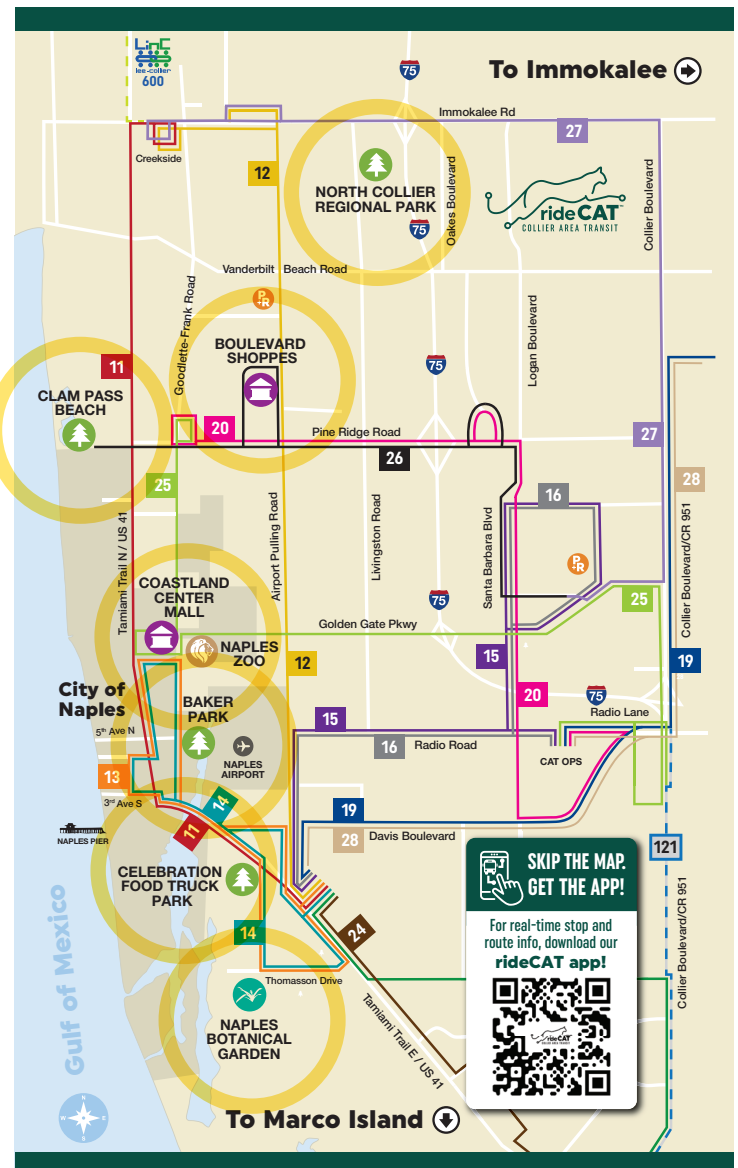 LinC
lee-collier
600
75
To Immokalee
Immokalee Rd
27
Creekside
12
NORTH COLLIER
REGIONAL PARK
Oakes Boulevard
rideCAT™
COLLIER AREA TRANSIT
Collier Boulevard
75
Vanderbilt Beach Road
Goodlette-Frank Road
P+R
Logan Boulevard
BOULEVARD
SHOPPES
11
75
CLAM PASS
BEACH
20
Pine Ridge Road
27
26
28
25
16
Tamiami Trail N / US 41
Airport Pulling Road
Livingston Road
Santa Barbara Blvd
Collier Boulevard/CR 951
P+R
COASTLAND
CENTER
MALL
75
25
Golden Gate Pkwy
NAPLES
ZOO
12
15
19
City of
Naples
BAKER
PARK
20
75
5th Ave N
15
Radio Lane
16
Radio Road
NAPLES
AIRPORT
CAT OPS
13
3rd Ave S
14
19
11
28
Davis Boulevard
NAPLES PIER
121
CELEBRATION
FOOD TRUCK
PARK
SKIP THE MAP.
GET THE APP!
For real-time stop and
route info, download our
rideCAT app!
rideCAT
14
24
Thomasson Drive
Collier Boulevard/CR 951
Gulf of Mexico
NAPLES
BOTANICAL
GARDEN
Tamiami Trail E / US 41
N
W
E
S
To Marco Island